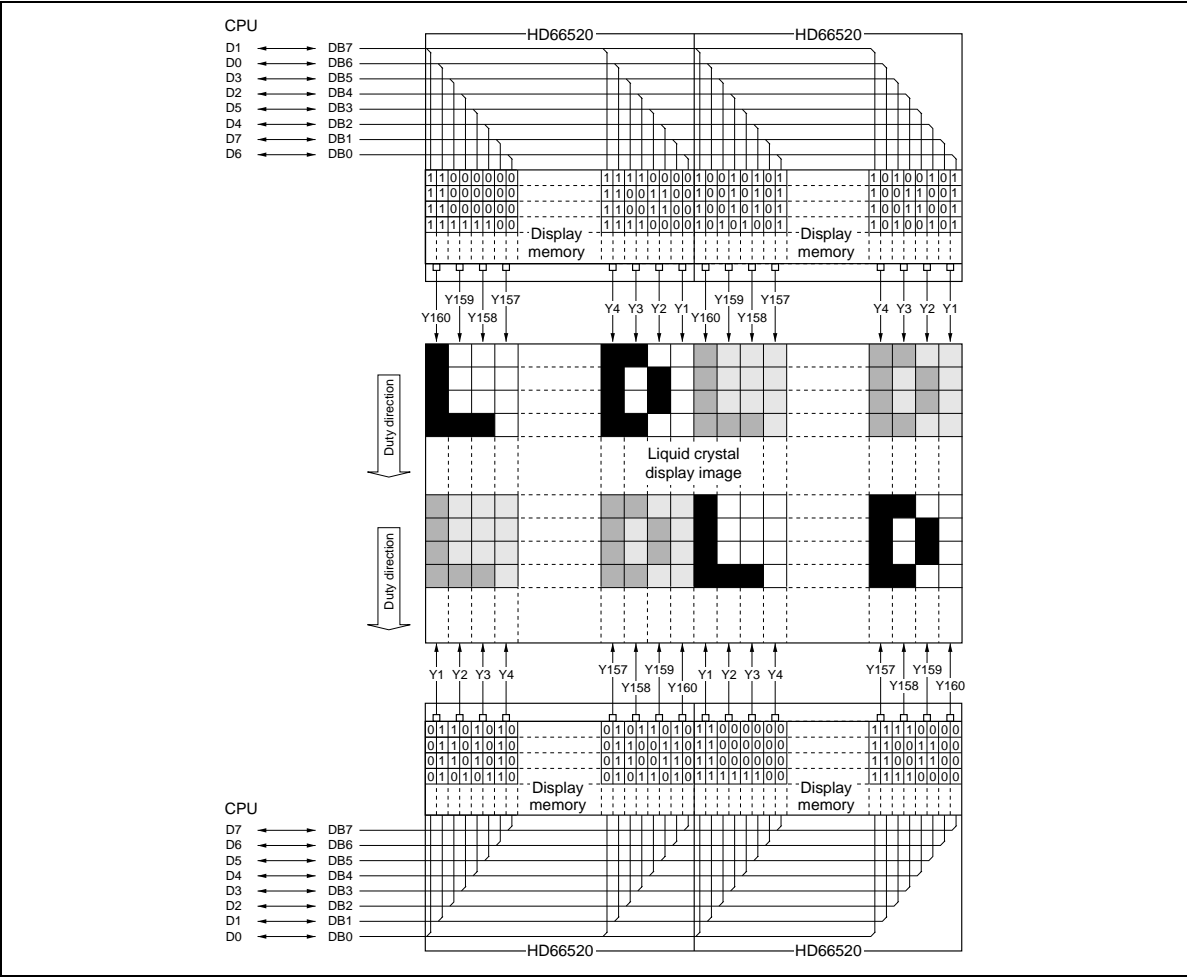 CPU
HD66520 HD66520
D1 DB7
D0 DB6
D3 DB5
D2 DB4
D5 DB3
D4 DB2
D7 DB1
D6 DB0
1 1 0 0 0 0 0 0 1 1 1 1 0 0 0 0 1 0 0 1 0 1 0 1 1 0 1 0 0 1 0 1
1 1 0 0 0 0 0 0 1 1 0 0 1 1 0 0 1 0 0 1 0 1 0 1 1 0 0 1 1 0 0 1
1 1 0 0 0 0 0 0 1 1 0 0 1 1 0 0 1 0 0 1 0 1 0 1 1 0 0 1 1 0 0 1
1 1 1 1 1 1 0 0 1 1 1 1 0 0 0 0 1 0 1 0 1 0 0 1 1 0 1 0 0 1 0 1
Display Display
memory memory
Y160 Y159 Y158 Y157 Y4 Y3 Y2 Y1 Y160 Y159 Y158 Y157 Y4 Y3 Y2 Y1
Duty direction
Liquid crystal
display image
Duty direction
Y1 Y2 Y3 Y4 Y157 Y158 Y159 Y160 Y1 Y2 Y3 Y4 Y157 Y158 Y159 Y160
0 1 1 0 1 0 1 0 0 1 0 1 1 0 1 0 1 1 0 0 0 0 0 0 1 1 1 1 0 0 0 0
0 1 1 0 1 0 1 0 0 1 1 0 0 1 1 0 1 1 0 0 0 0 0 0 1 1 0 0 1 1 0 0
0 1 1 0 1 0 1 0 0 1 1 0 0 1 1 0 1 1 0 0 0 0 0 0 1 1 0 0 1 1 0 0
0 1 0 1 0 1 1 0 0 1 0 1 1 0 1 0 1 1 1 1 1 1 0 0 1 1 1 1 0 0 0 0
Display Display
memory memory
CPU
D7 DB7
D6 DB6
D5 DB5
D4 DB4
D3 DB3
D2 DB2
D1 DB1
D0 DB0
HD66520 HD66520